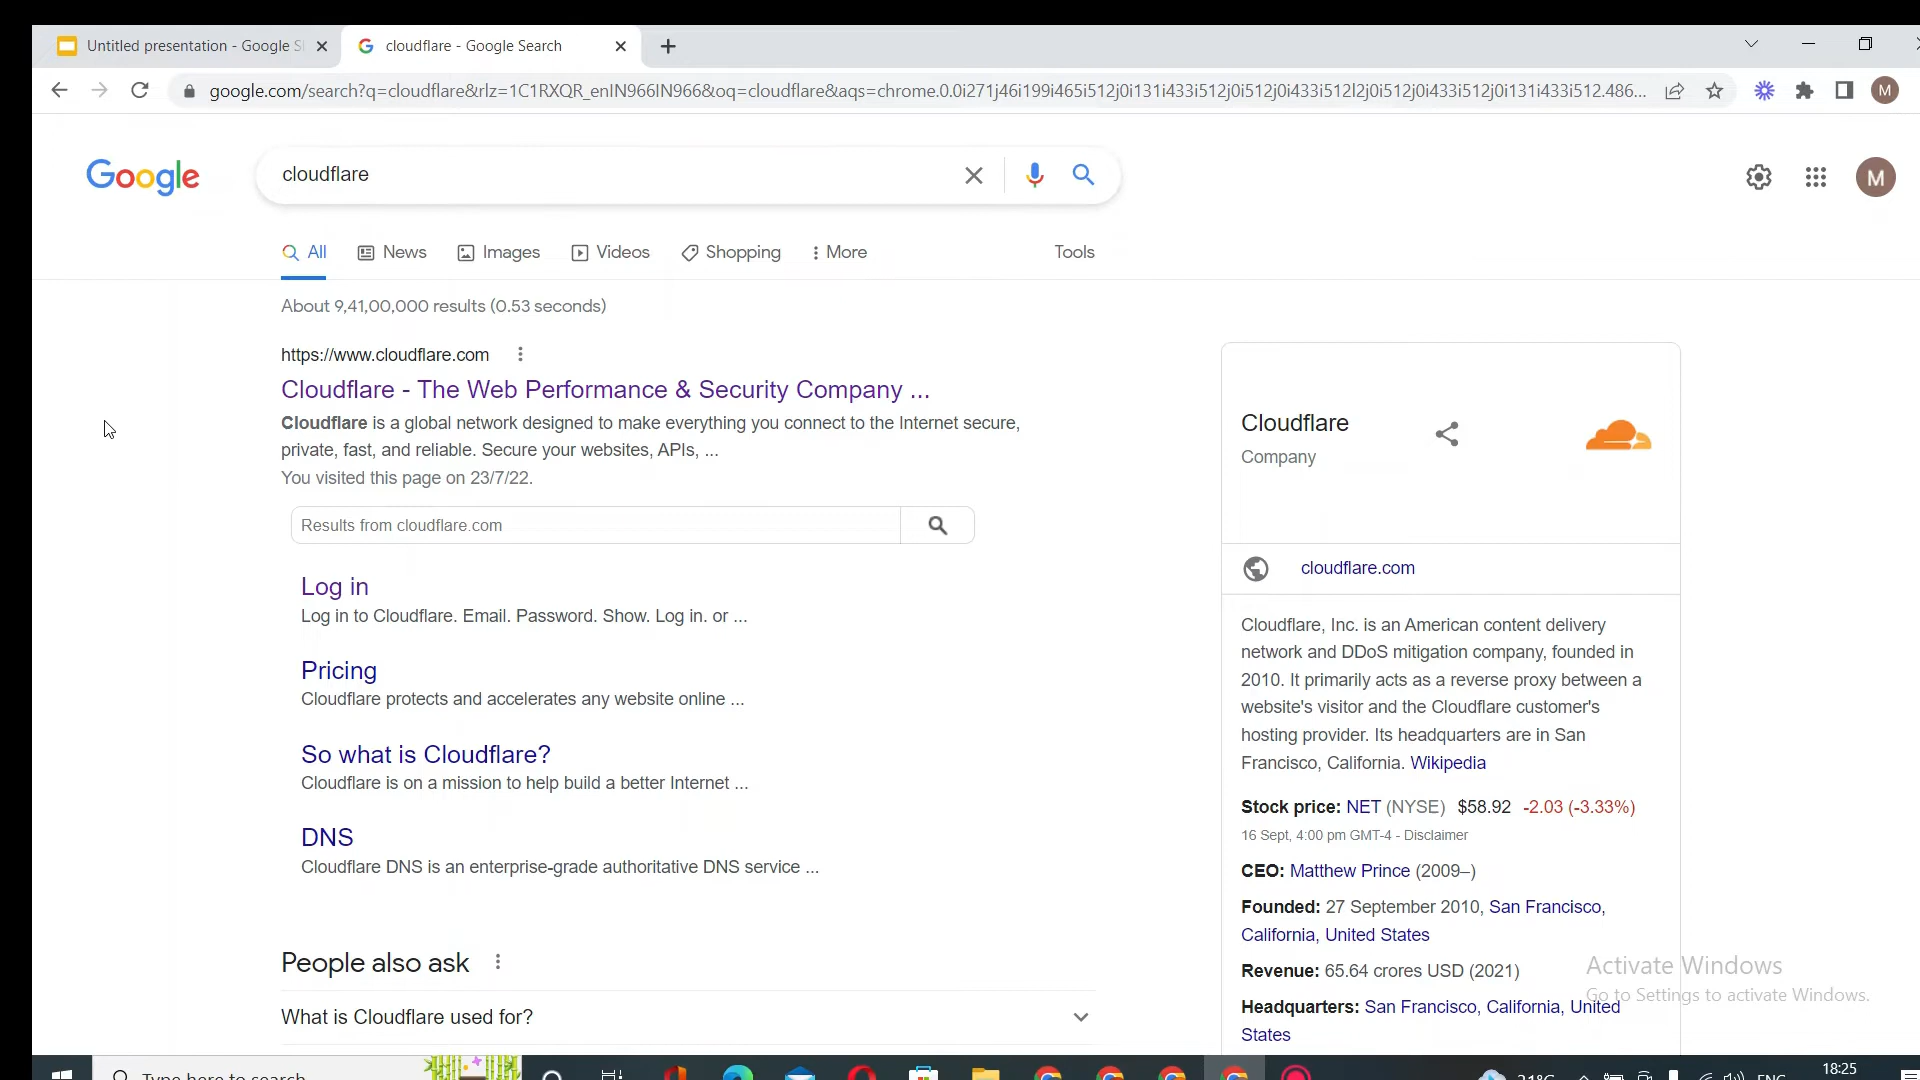 Untitled presentation - Google Sl
cloudflare - Google Search
google.com/search?q=cloudflare&rlz=1C1RXQR_enIN966IN966&oq=cloudflare&aqs=chrome.0.0i271j46i199i465i512j0i131i433i512j0i512j0i433i512l2j0i512j0i433i512j0i131i433i512.486...
M
Google
cloudflare
M
All
News
Images
Videos
Shopping
More
Tools
About 9,41,00,000 results (0.53 seconds)
https://www.cloudflare.com
Cloudflare - The Web Performance & Security Company ...
Cloudflare is a global network designed to make everything you connect to the Internet secure,
private, fast, and reliable. Secure your websites, APIs, ...
You visited this page on 23/7/22.
Results from cloudflare.com
Log in
Log in to Cloudflare. Email. Password. Show. Log in. or ...
Pricing
Cloudflare protects and accelerates any website online ...
So what is Cloudflare?
Cloudflare is on a mission to help build a better Internet ...
DNS
Cloudflare DNS is an enterprise-grade authoritative DNS service ...
People also ask
What is Cloudflare used for?
Cloudflare
Company
cloudflare.com
Cloudflare, Inc. is an American content delivery
network and DDoS mitigation company, founded in
2010. It primarily acts as a reverse proxy between a
website's visitor and the Cloudflare customer's
hosting provider. Its headquarters are in San
Francisco, California. Wikipedia
Stock price: NET (NYSE) $58.92 -2.03 (-3.33%)
16 Sept, 4:00 pm GMT-4 - Disclaimer
CEO: Matthew Prince (2009–)
Founded: 27 September 2010, San Francisco,
California, United States
Revenue: 65.64 crores USD (2021)
Headquarters: San Francisco, California, United
States
Activate Windows
Go to Settings to activate Windows.
Type here to search
31°C
ENG
18:25